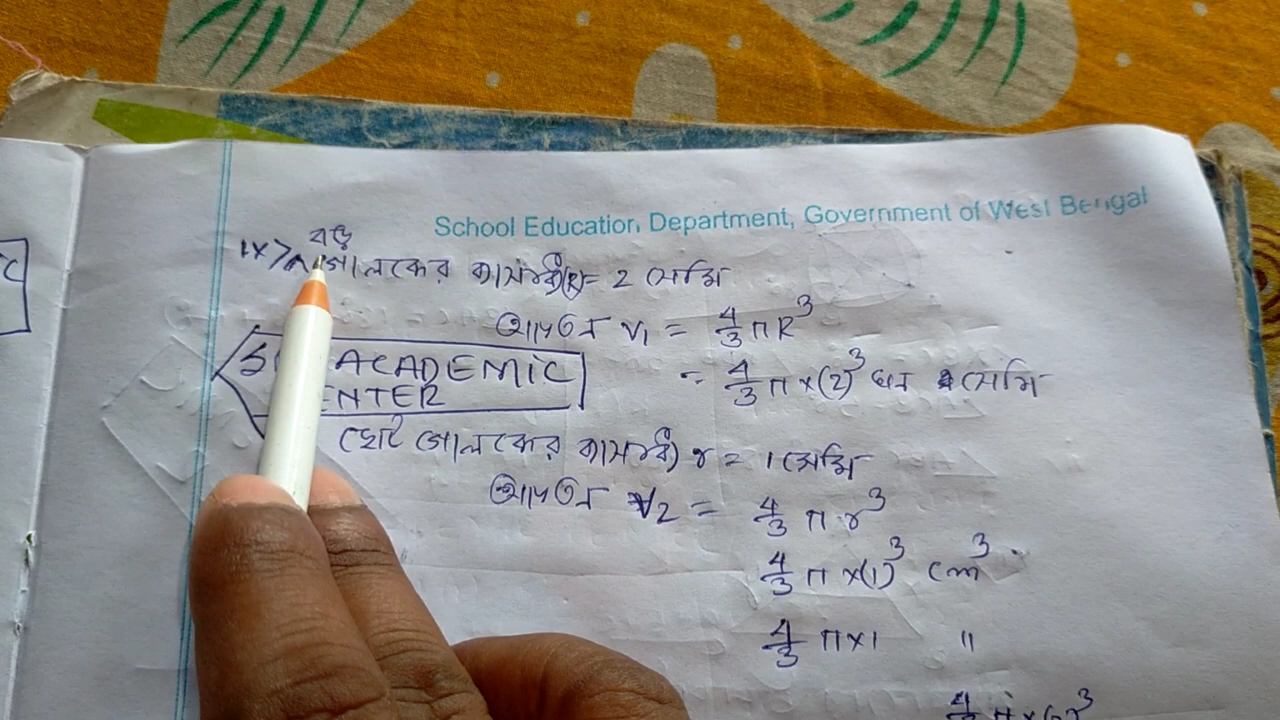 School Education Department, Government of West Bengal
বড়
ix> গোলকের ব্যাসার্ধ (R) = 2 সেমি
আয়তন V₁ = 4/3 π R³
= 4/3 π × (2)³ ঘন সেমি
ACADEMIC
ENTER
ছোট গোলকের ব্যাসার্ধ r = 1 সেমি
আয়তন V₂ = 4/3 π r³
4/3 π × (1)³ cm³
4/3 π × 1 "